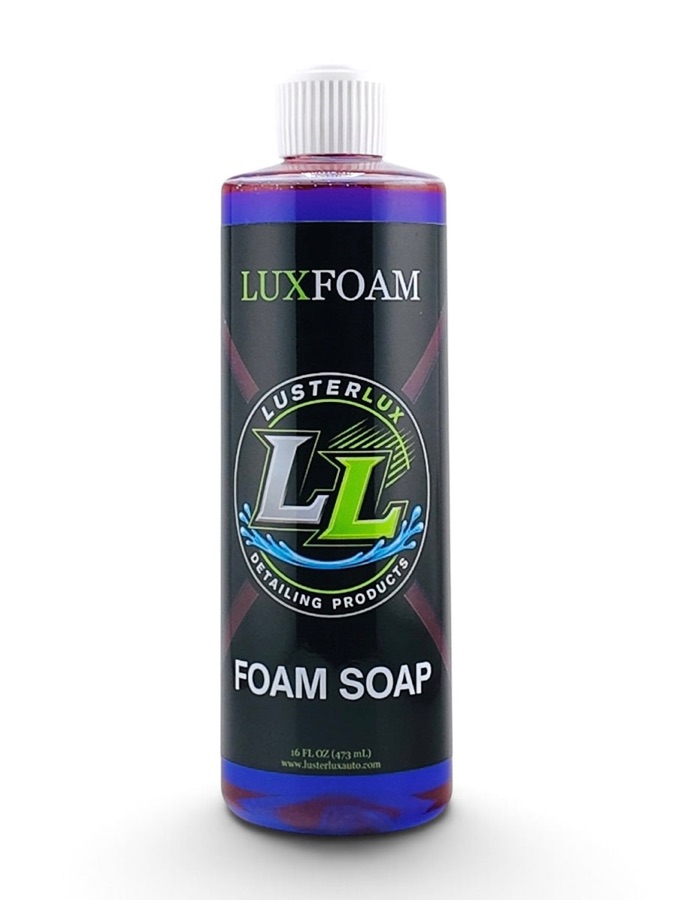 LUXFOAM
LUSTERLUX
LL
DETAILING PRODUCTS
FOAM SOAP
16 FL OZ (473 mL)
www.lusterluxauto.com